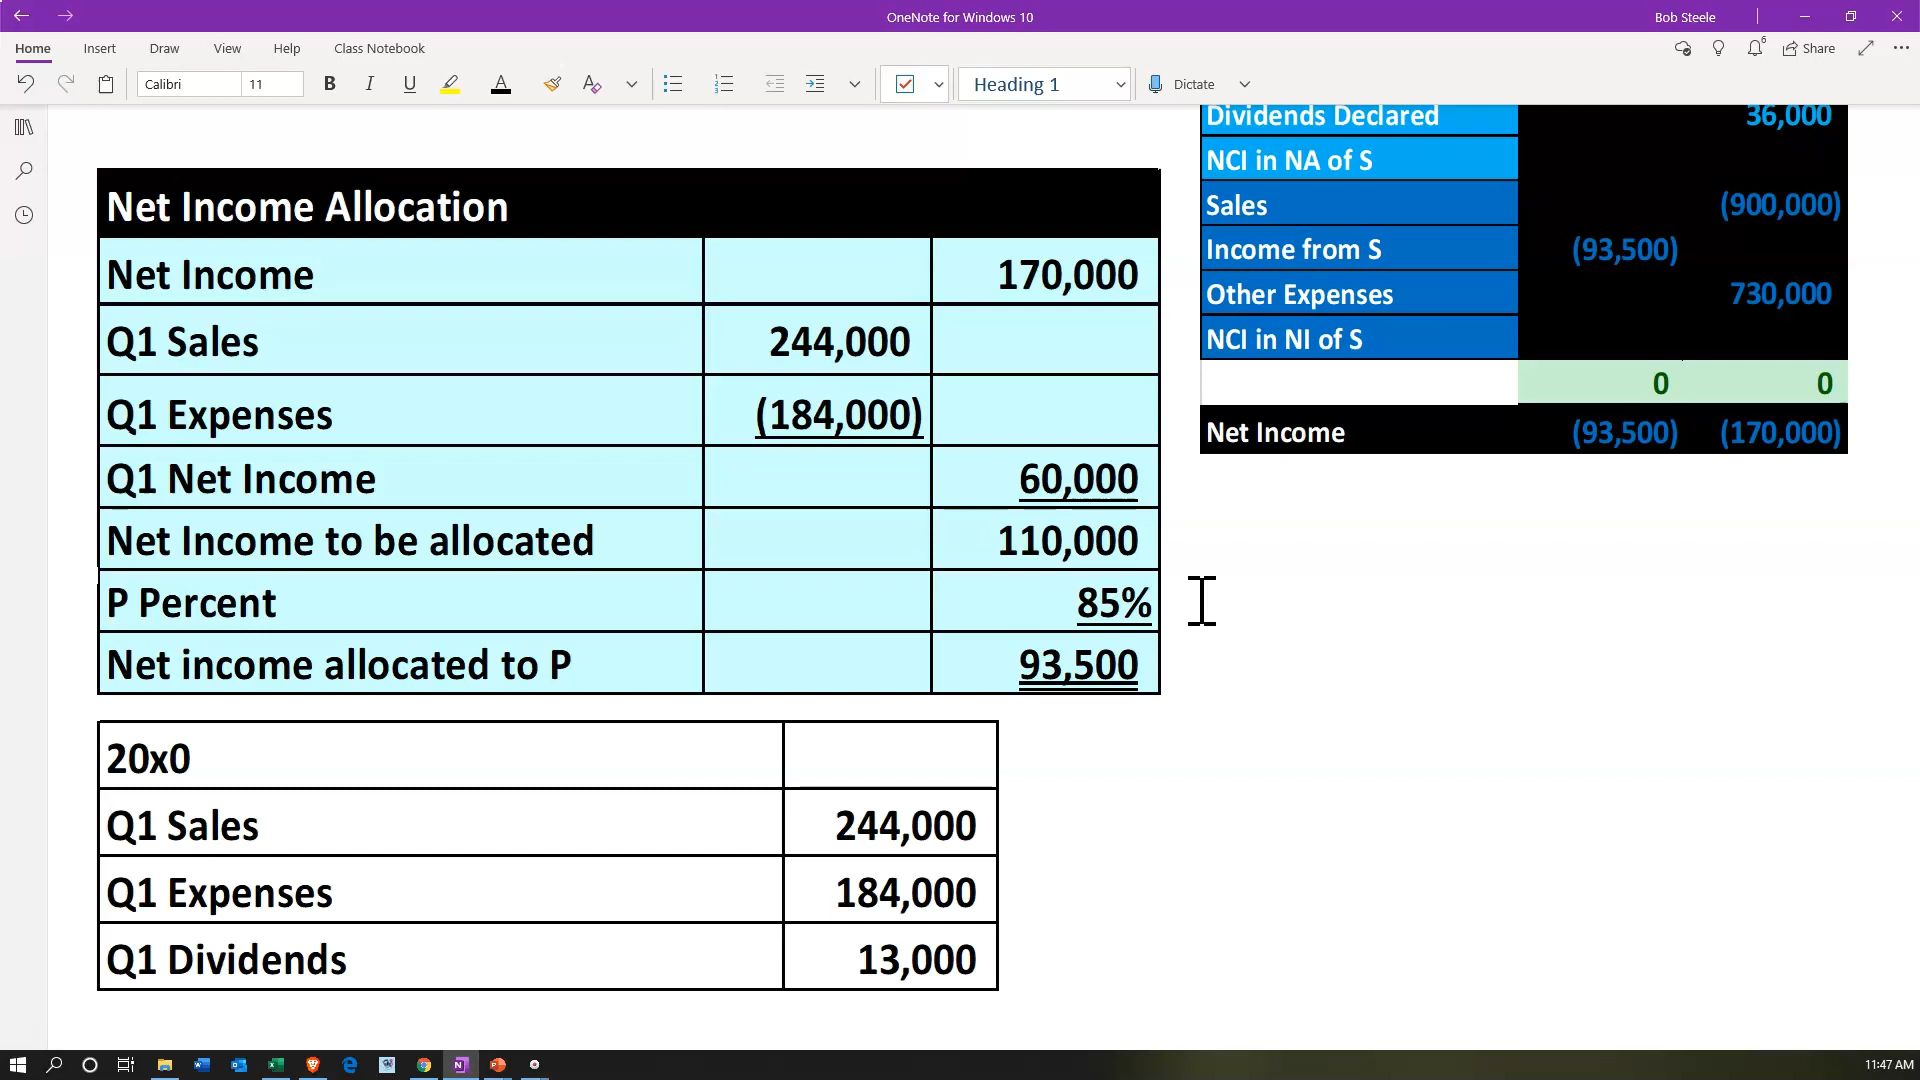 OneNote for Windows 10
Bob Steele
Home Insert Draw View Help Class Notebook
6
Share
Calibri 11 B I U A A Heading 1 Dictate
Net Income Allocation
Net Income 170,000
Q1 Sales 244,000
Q1 Expenses (184,000)
Q1 Net Income 60,000
Net Income to be allocated 110,000
P Percent 85%
Net income allocated to P 93,500
20x0
Q1 Sales 244,000
Q1 Expenses 184,000
Q1 Dividends 13,000
Dividends Declared 36,000
NCI in NA of S
Sales (900,000)
Income from S (93,500)
Other Expenses 730,000
NCI in NI of S
0 0
Net Income (93,500) (170,000)
11:47 AM